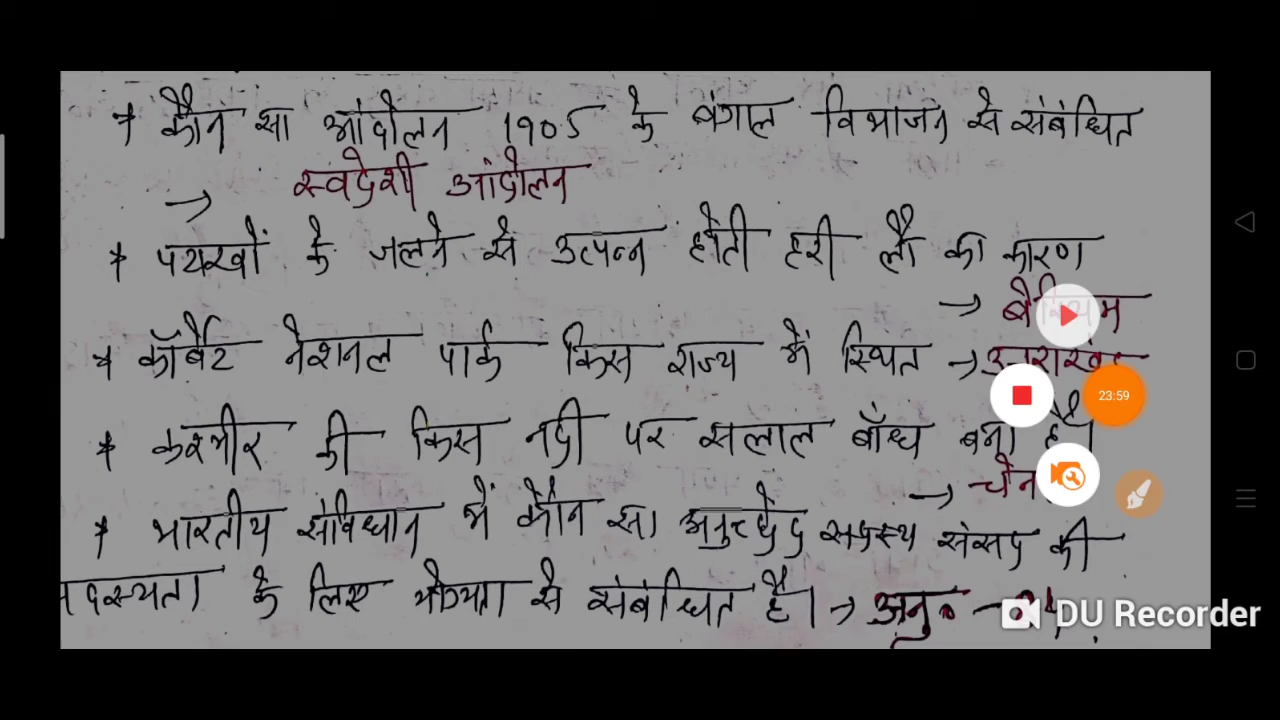 * कौन सा आंदोलन 1905 के बंगाल विभाजन से संबंधित
→ स्वदेशी आंदोलन
* पटाखों के जलने से उत्पन्न होती हरी लौ का कारण
→
* कॉर्बेट नेशनल पार्क किस राज्य में स्थित →
23:59
* कश्मीर की किस नदी पर सलाल बाँध बना है।
→
* भारतीय संविधान में कौन सा अनुच्छेद सदस्य संसद की
सदस्यता के लिए योग्यता से संबंधित है। → अनु०
DU Recorder